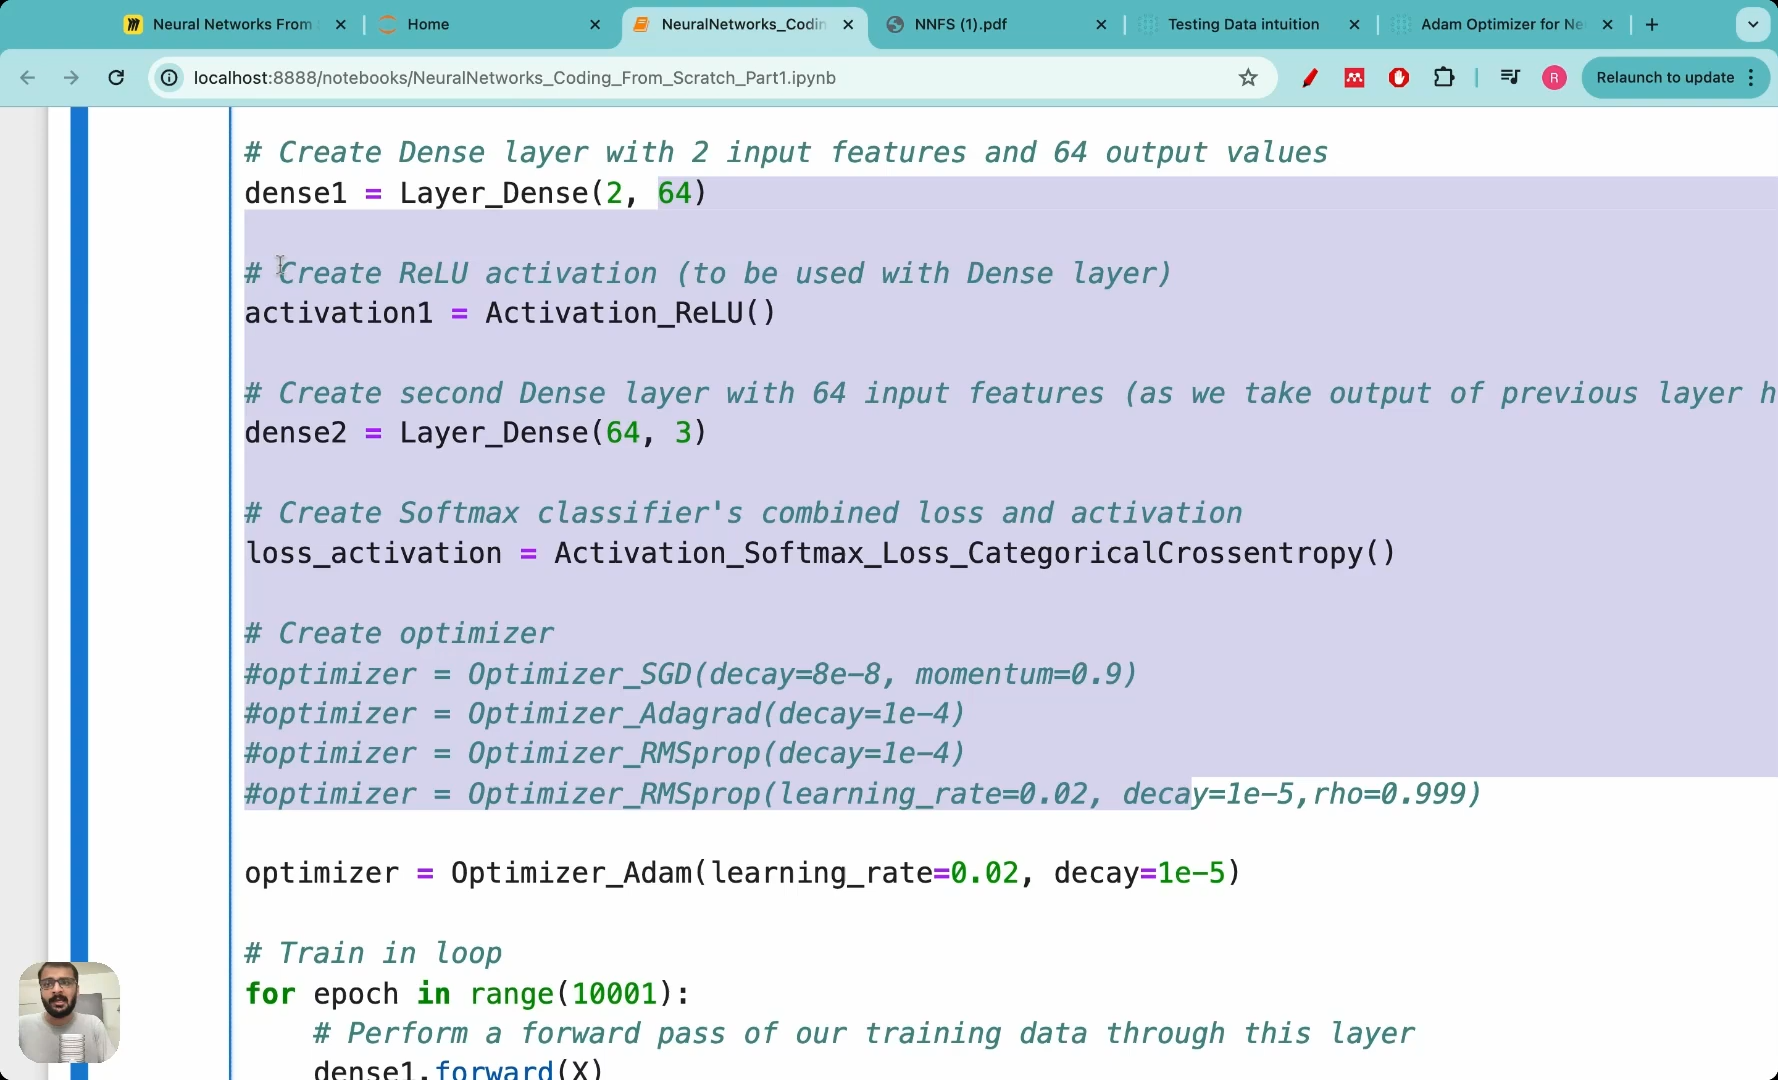 Neural Networks From
Home
NeuralNetworks_Codin
NNFS (1).pdf
Testing Data intuition
Adam Optimizer for Ne
localhost:8888/notebooks/NeuralNetworks_Coding_From_Scratch_Part1.ipynb
R
Relaunch to update
# Create Dense layer with 2 input features and 64 output values
dense1 = Layer_Dense(2, 64)
# Create ReLU activation (to be used with Dense layer)
activation1 = Activation_ReLU()
# Create second Dense layer with 64 input features (as we take output of previous layer h
dense2 = Layer_Dense(64, 3)
# Create Softmax classifier's combined loss and activation
loss_activation = Activation_Softmax_Loss_CategoricalCrossentropy()
# Create optimizer
#optimizer = Optimizer_SGD(decay=8e-8, momentum=0.9)
#optimizer = Optimizer_Adagrad(decay=1e-4)
#optimizer = Optimizer_RMSprop(decay=1e-4)
#optimizer = Optimizer_RMSprop(learning_rate=0.02, decay=1e-5,rho=0.999)
optimizer = Optimizer_Adam(learning_rate=0.02, decay=1e-5)
# Train in loop
for epoch in range(10001):
# Perform a forward pass of our training data through this layer
dense1.forward(X)